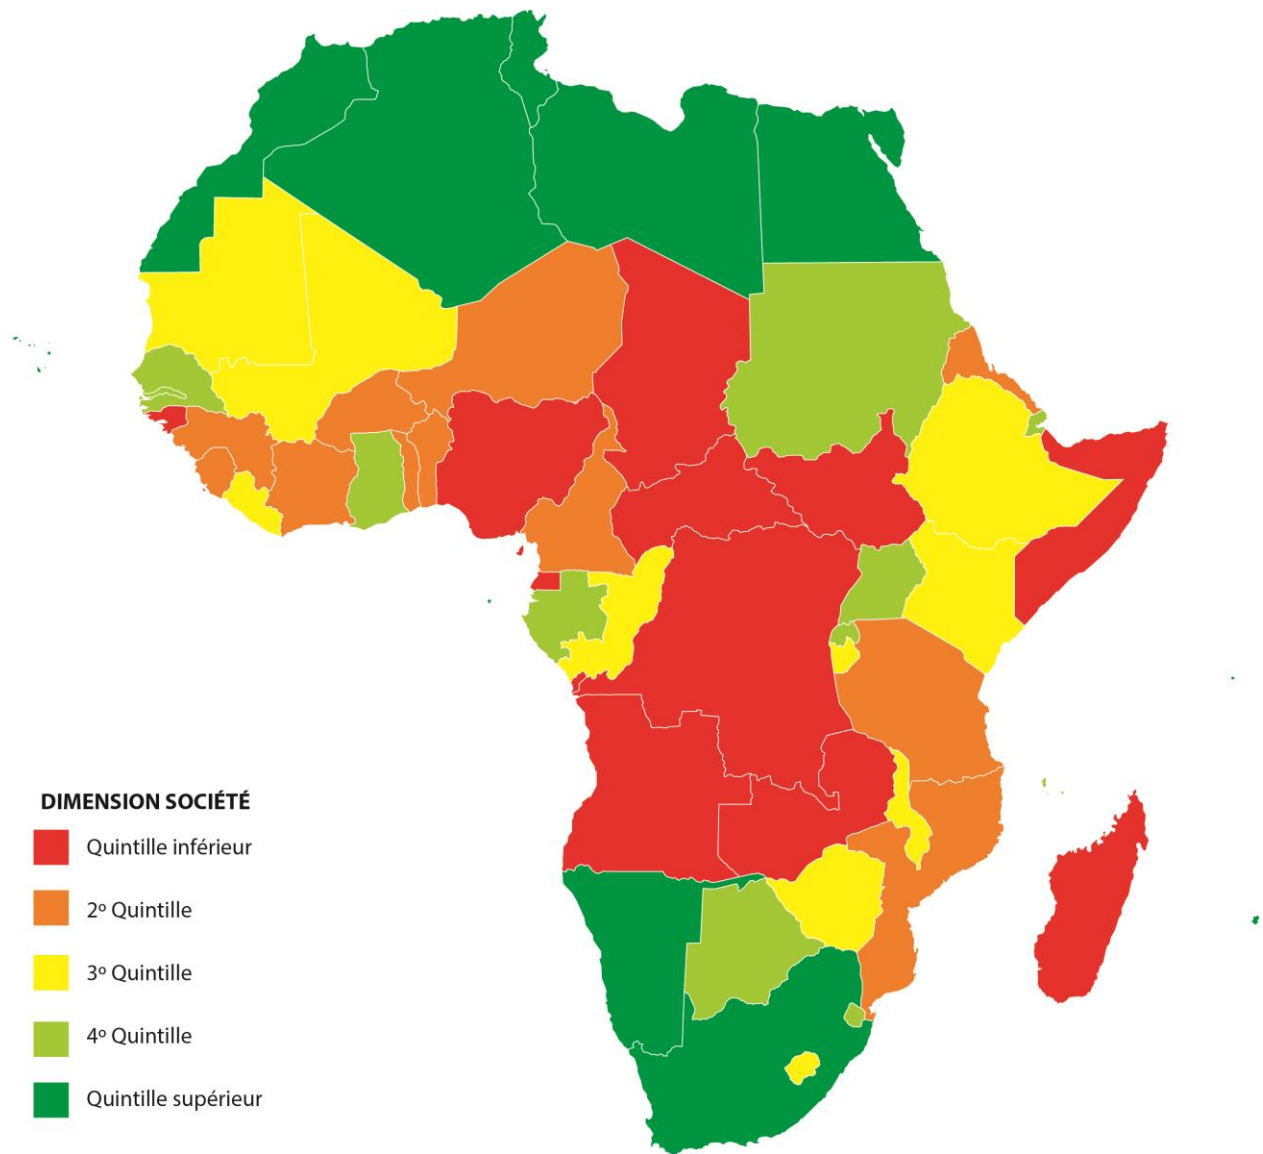 DIMENSION SOCIÉTÉ
Quintille inférieur
2º Quintille
3º Quintille
4º Quintille
Quintille supérieur